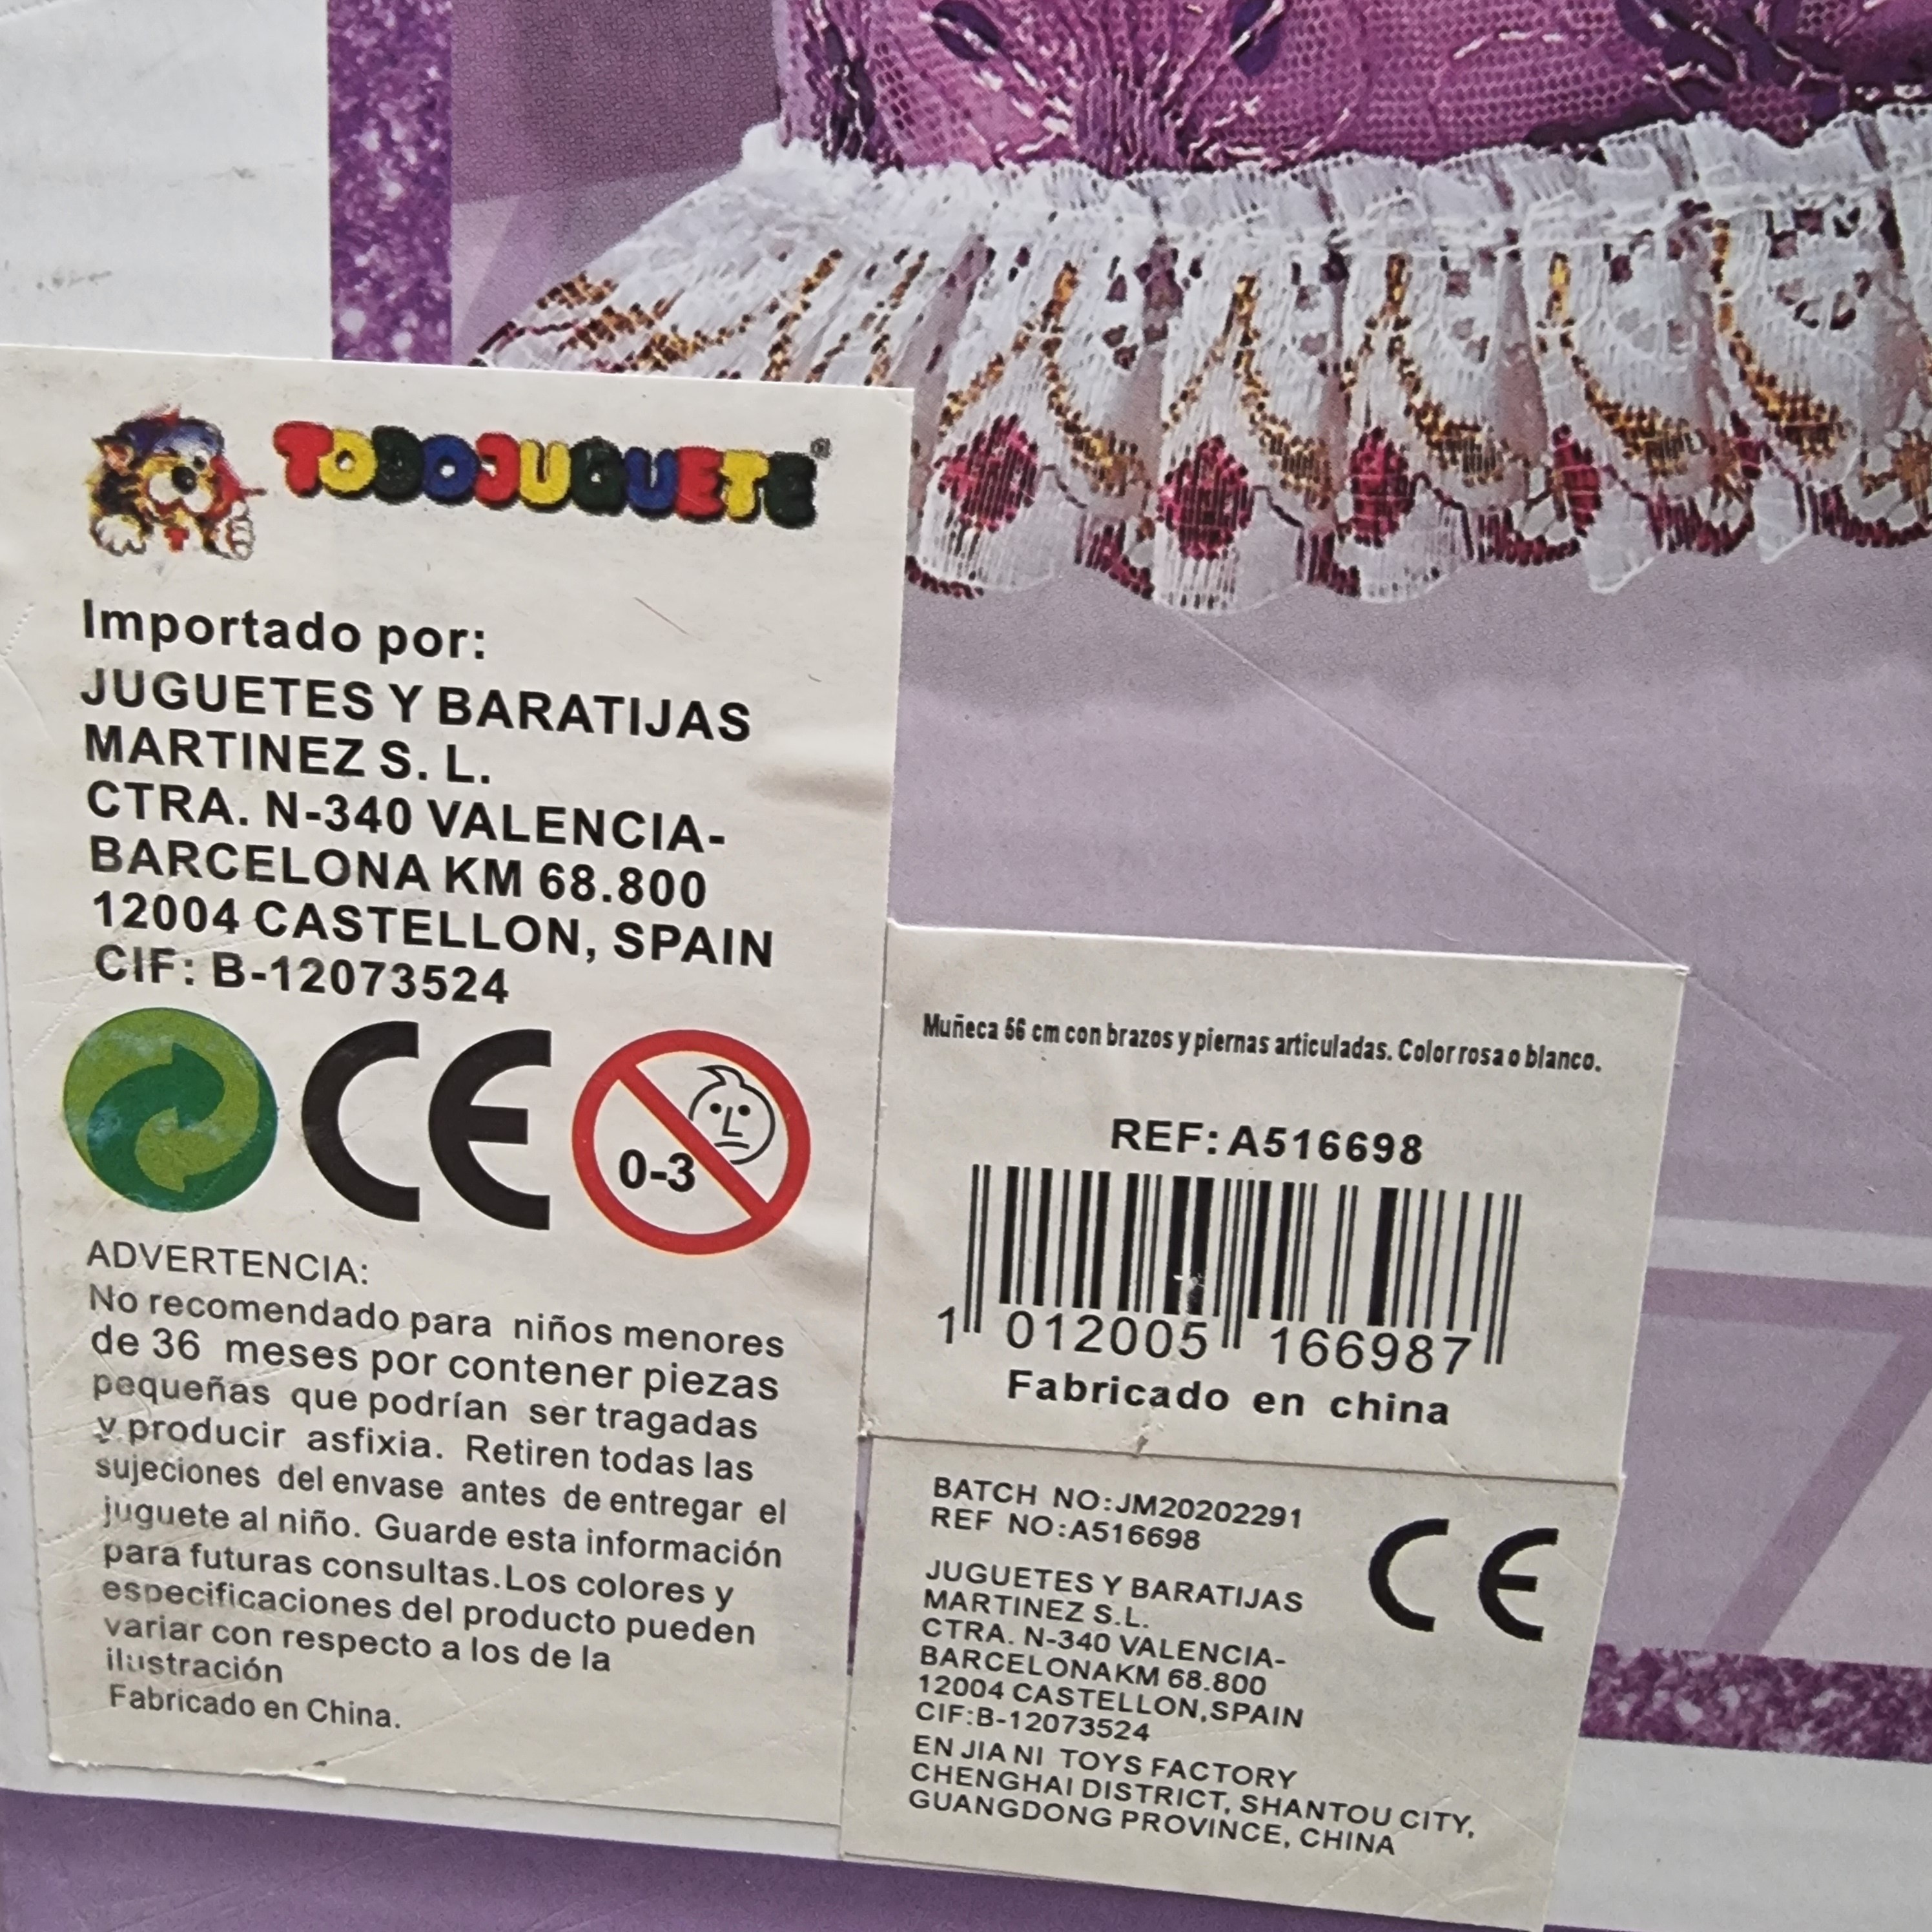 TODOJUGUETE®
Importado por:
JUGUETES Y BARATIJAS
MARTINEZ S. L.
CTRA. N-340 VALENCIA-
BARCELONA KM 68.800
12004 CASTELLON, SPAIN
CIF: B-12073524
CE
0-3
ADVERTENCIA:
No recomendado para niños menores
de 36 meses por contener piezas
pequeñas que podrían ser tragadas
y producir asfixia. Retiren todas las
sujeciones del envase antes de entregar el
juguete al niño. Guarde esta información
para futuras consultas.Los colores y
especificaciones del producto pueden
variar con respecto a los de la
ilustración
Fabricado en China.
Muñeca 56 cm con brazos y piernas articuladas. Color rosa o blanco.
REF: A516698
1 012005 166987
Fabricado en china
BATCH NO:JM20202291
REF NO:A516698
CE
JUGUETES Y BARATIJAS
MARTINEZ S.L.
CTRA. N-340 VALENCIA-
BARCELONAKM 68.800
12004 CASTELLON,SPAIN
CIF:B-12073524
EN JIA NI TOYS FACTORY
CHENGHAI DISTRICT, SHANTOU CITY,
GUANGDONG PROVINCE, CHINA